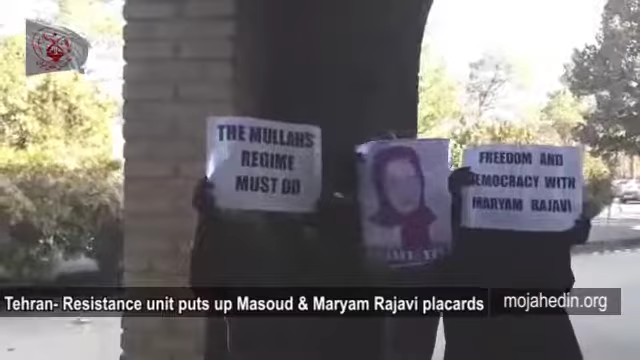 THE MULLAHS
REGIME
MUST DO
FREEDOM AND
DEMOCRACY WITH
MARYAM RAJAVI
Tehran- Resistance unit puts up Masoud & Maryam Rajavi placards
mojahedin.org